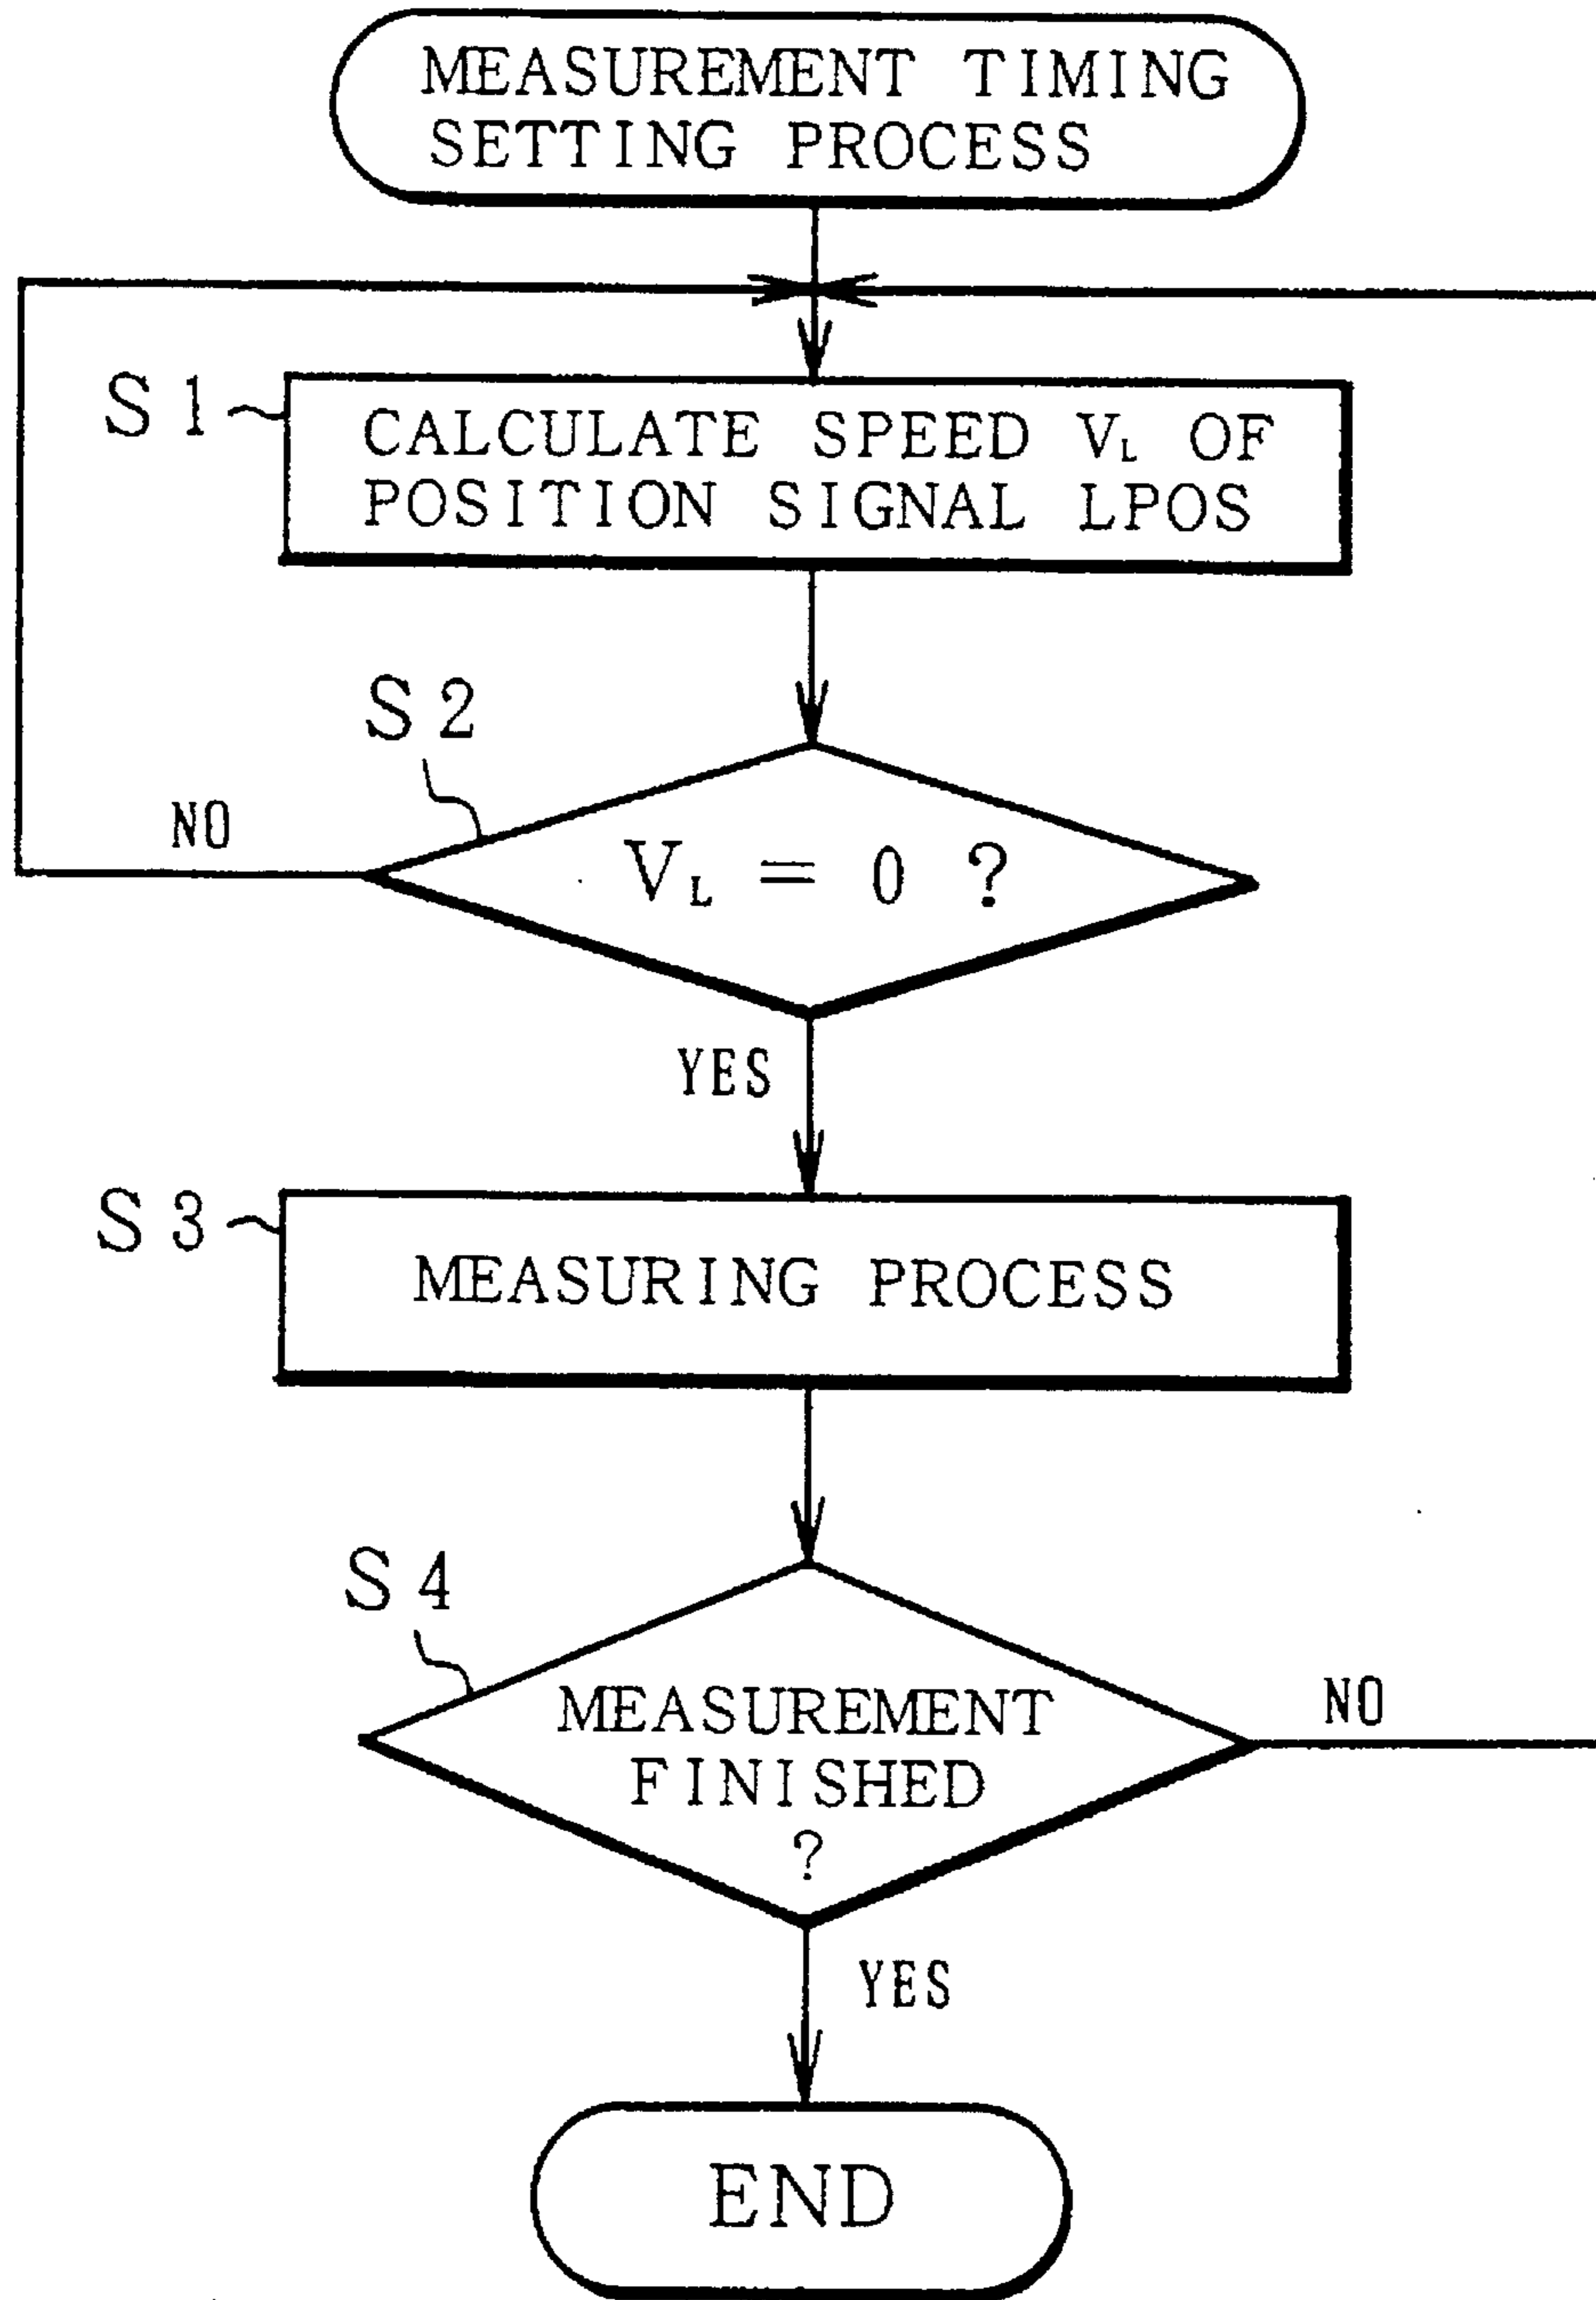 MEASUREMENT TIMING
SETTING PROCESS
S1
CALCULATE SPEED VL OF
POSITION SIGNAL LPOS
S2
NO
VL = 0 ?
YES
S3
MEASURING PROCESS
S4
MEASUREMENT
FINISHED
?
NO
YES
END